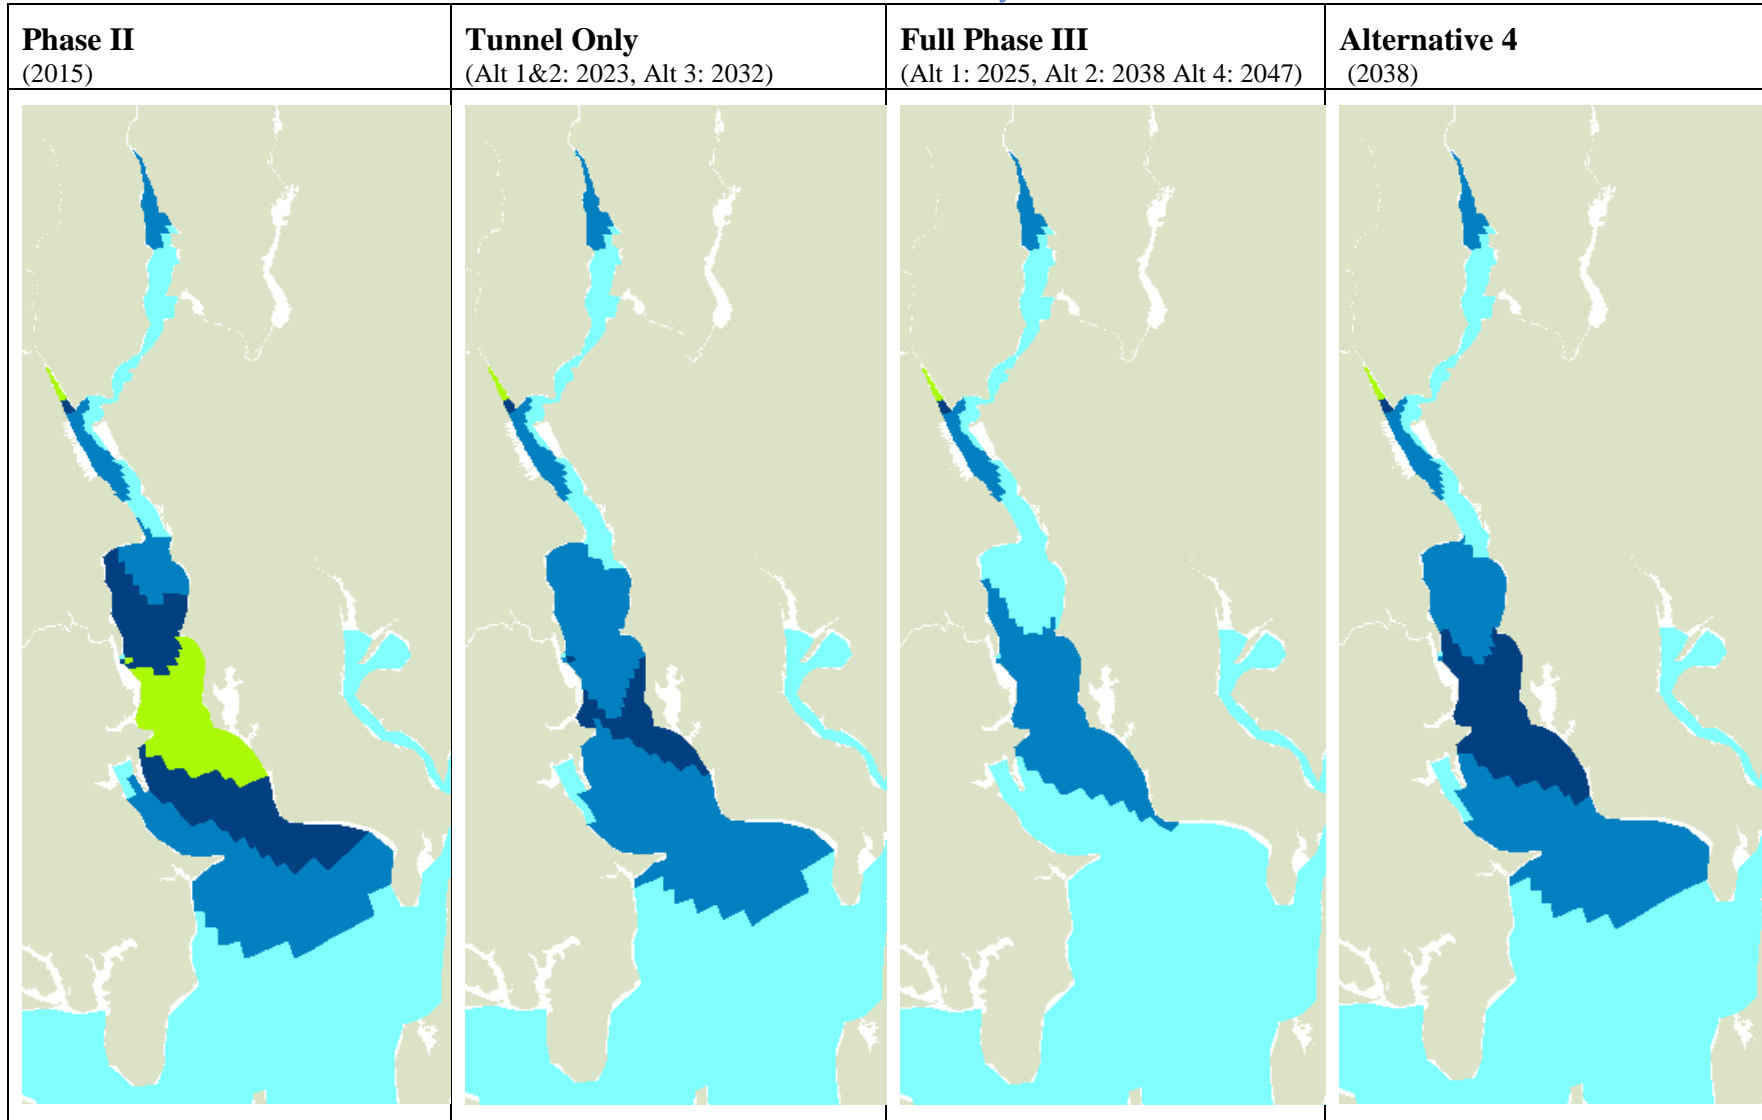 Phase II
(2015)
Tunnel Only
(Alt 1&2: 2023, Alt 3: 2032)
Full Phase III
(Alt 1: 2025, Alt 2: 2038 Alt 4: 2047)
Alternative 4
(2038)